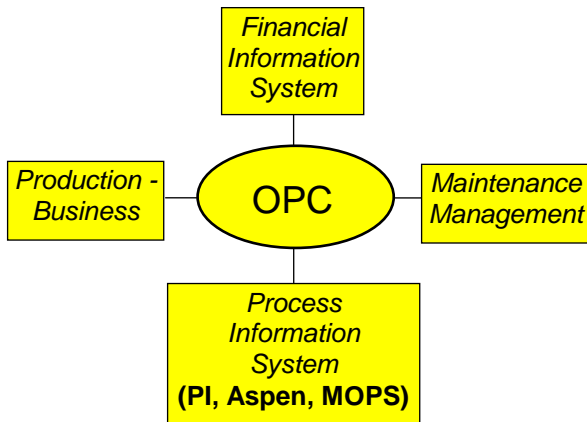 Financial
Information
System
Production -
Business
OPC
Maintenance
Management
Process
Information
System
(PI, Aspen, MOPS)